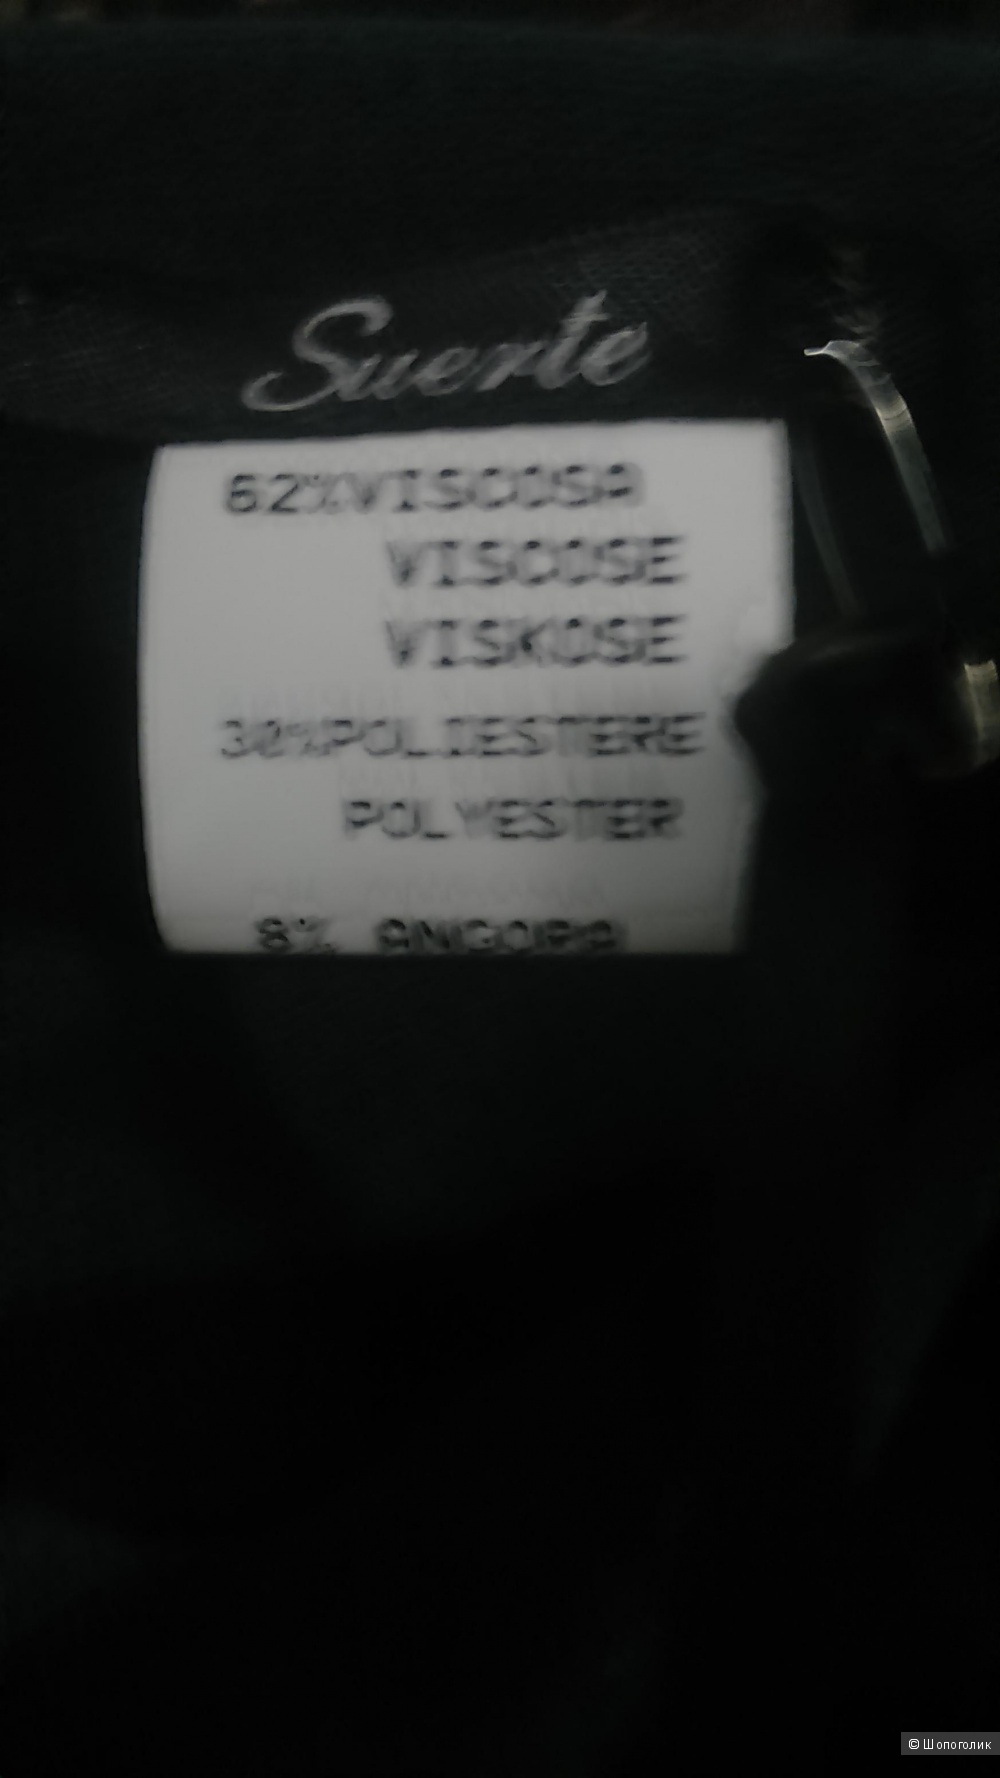 Suerte
62%VISCOSA
VISCOSE
VISKOSE
30%POLIESTERE
POLYESTER
8% ANGORA
© Шопоголик